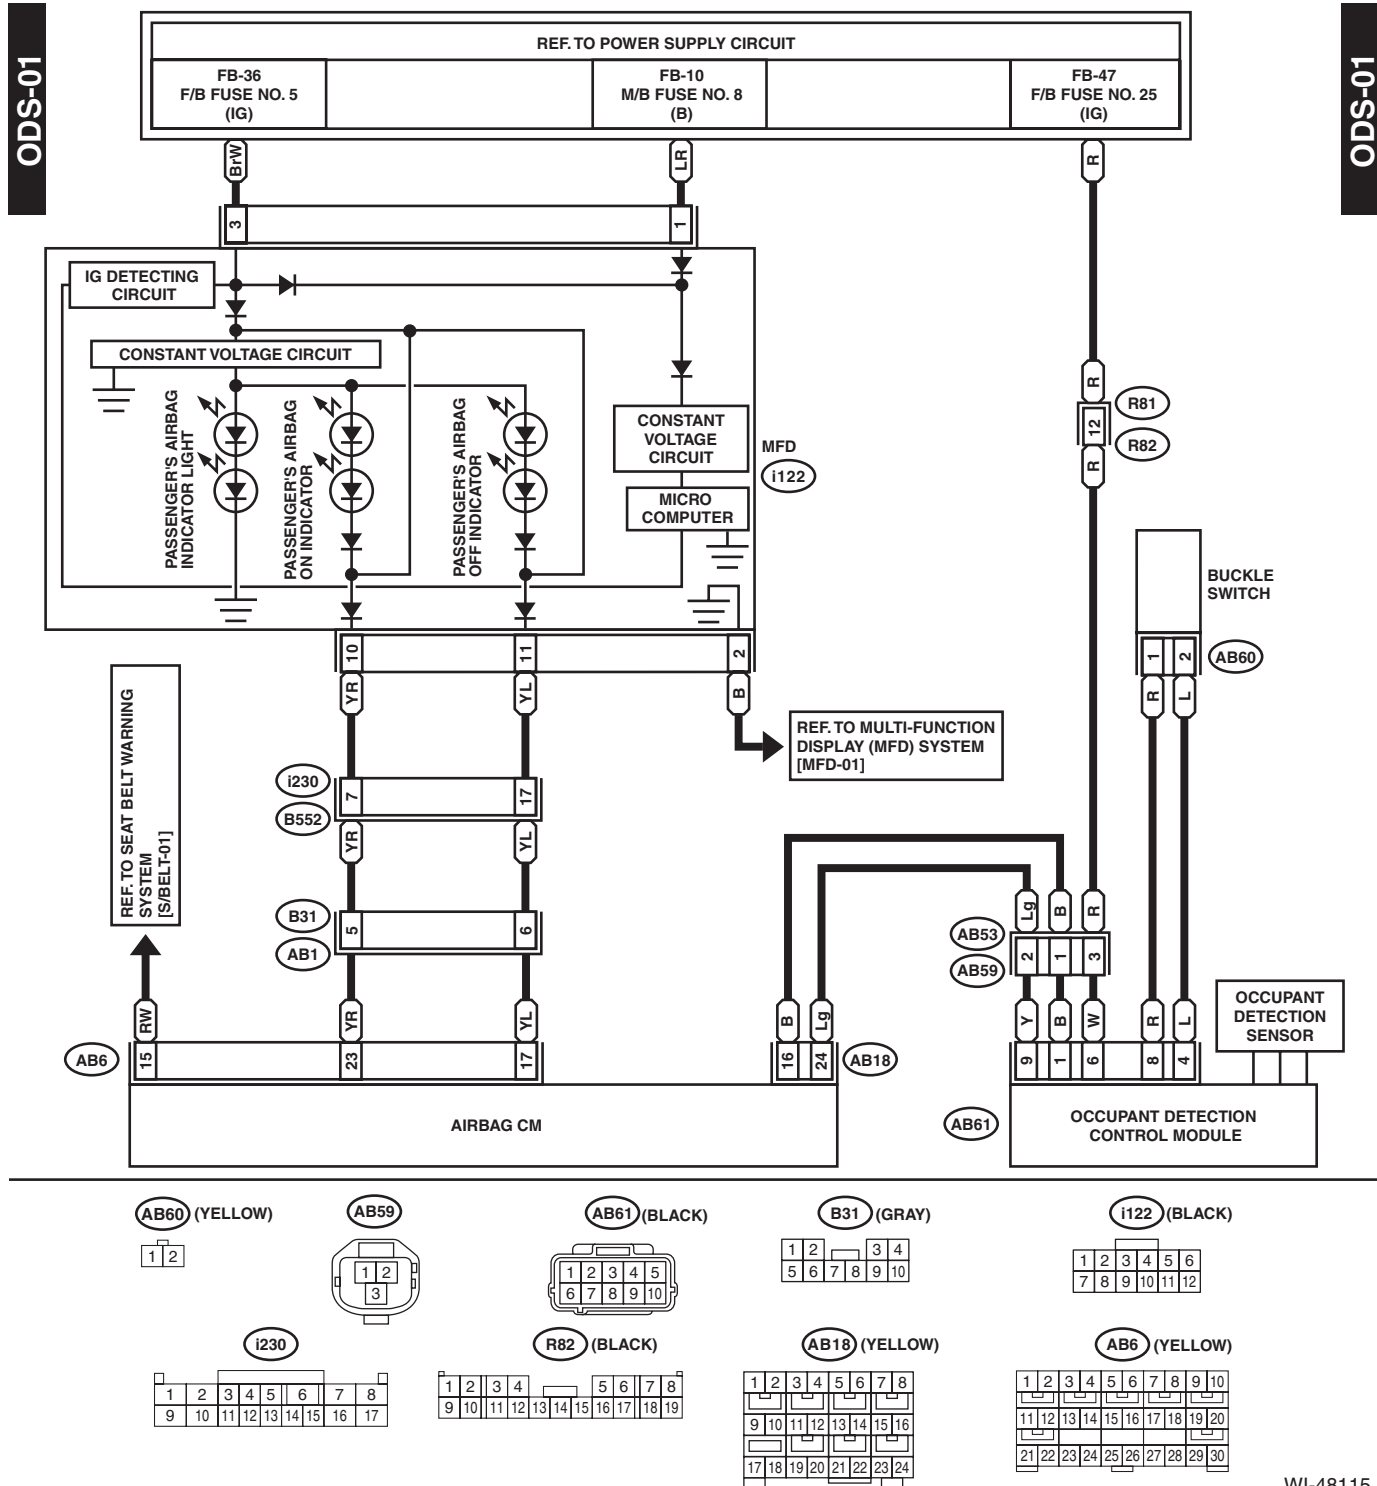 ODS-01
ODS-01
REF. TO POWER SUPPLY CIRCUIT
FB-36
F/B FUSE NO. 5
(IG)
FB-10
M/B FUSE NO. 8
(B)
FB-47
F/B FUSE NO. 25
(IG)
BrW
LR
R
3
1
IG DETECTING
CIRCUIT
CONSTANT VOLTAGE CIRCUIT
PASSENGER'S AIRBAG
INDICATOR LIGHT
PASSENGER'S AIRBAG
ON INDICATOR
PASSENGER'S AIRBAG
OFF INDICATOR
CONSTANT
VOLTAGE
CIRCUIT
MICRO
COMPUTER
MFD
i122
R
12
R
R81
R82
BUCKLE
SWITCH
1 2
AB60
R L
10 11 2
YR YL B
REF. TO MULTI-FUNCTION
DISPLAY (MFD) SYSTEM
[MFD-01]
REF. TO SEAT BELT WARNING
SYSTEM
[S/BELT-01]
i230
B552
7 17
YR YL
B31
AB1
5 6
Lg B R
AB53
AB59
2 1 3
RW YR YL B Lg
Y B W R L
AB6
15 23 17
16 24
AB18
9 1 6 8 4
OCCUPANT
DETECTION
SENSOR
AIRBAG CM
AB61
OCCUPANT DETECTION
CONTROL MODULE
AB60 (YELLOW)
1 2
AB59
1 2
3
AB61 (BLACK)
1 2 3 4 5
6 7 8 9 10
B31 (GRAY)
1 2 3 4
5 6 7 8 9 10
i122 (BLACK)
1 2 3 4 5 6
7 8 9 10 11 12
i230
1 2 3 4 5 6 7 8
9 10 11 12 13 14 15 16 17
R82 (BLACK)
1 2 3 4 5 6 7 8
9 10 11 12 13 14 15 16 17 18 19
AB18 (YELLOW)
1 2 3 4 5 6 7 8
9 10 11 12 13 14 15 16
17 18 19 20 21 22 23 24
AB6 (YELLOW)
1 2 3 4 5 6 7 8 9 10
11 12 13 14 15 16 17 18 19 20
21 22 23 24 25 26 27 28 29 30
WI-48115